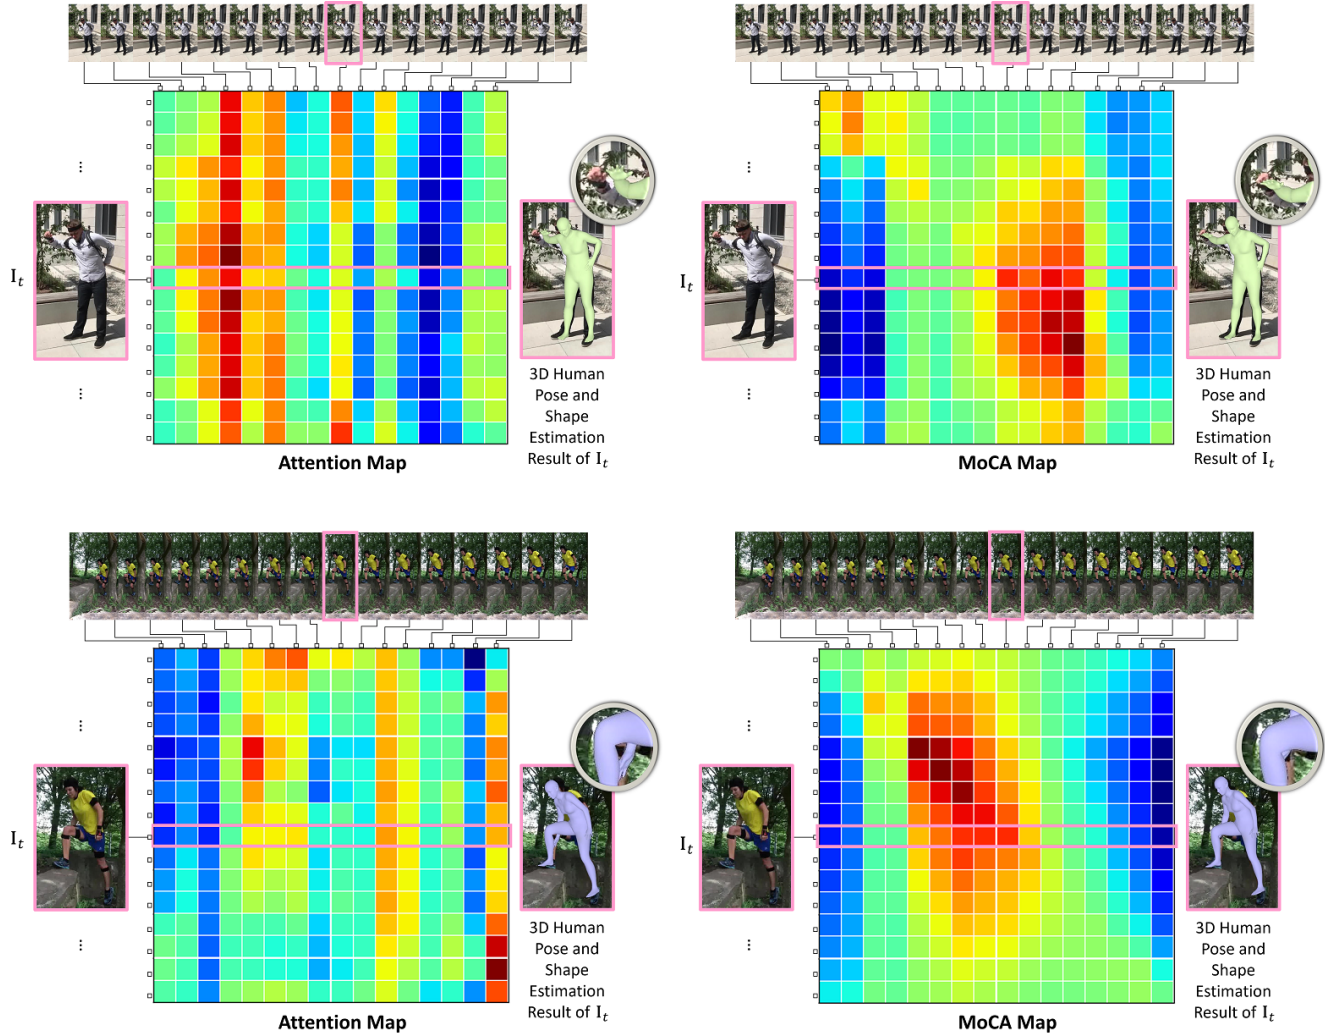 ⋮
⋮
I_t
I_t
⋮
⋮
3D Human
Pose and
Shape
Estimation
Result of I_t
3D Human
Pose and
Shape
Estimation
Result of I_t
Attention Map
MoCA Map
⋮
⋮
I_t
I_t
⋮
⋮
3D Human
Pose and
Shape
Estimation
Result of I_t
3D Human
Pose and
Shape
Estimation
Result of I_t
Attention Map
MoCA Map